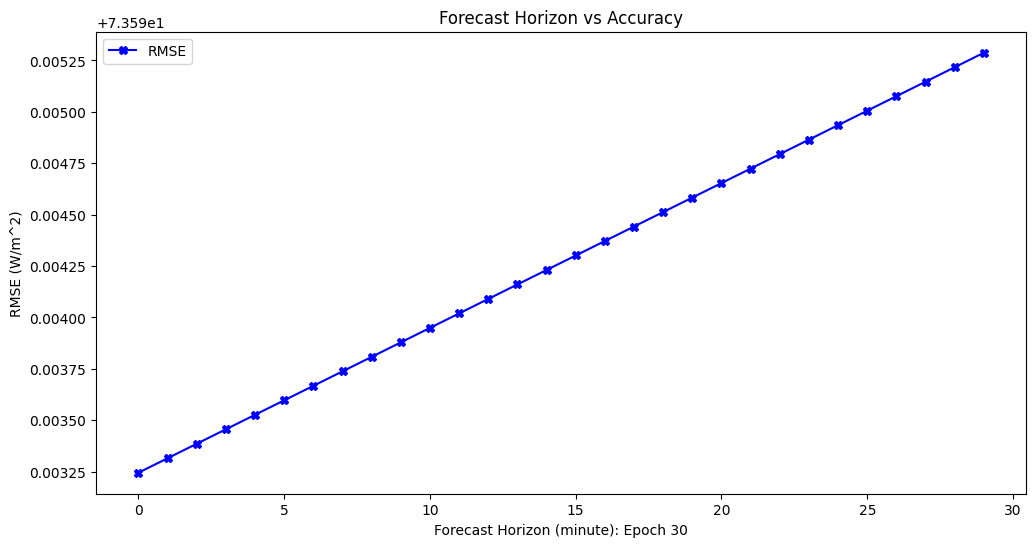 Forecast Horizon vs Accuracy
+7.359e1
RMSE
0.00525
0.00500
0.00475
0.00450
0.00425
0.00400
0.00375
0.00350
0.00325
RMSE (W/m^2)
0 5 10 15 20 25 30
Forecast Horizon (minute): Epoch 30